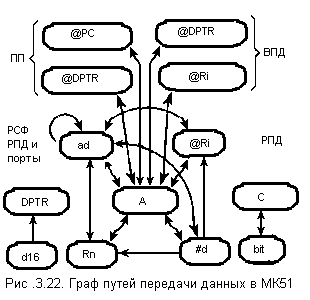 @PC
@DPTR
ПП
ВПД
@DPTR
@Ri
РСФ
РПД и
порты
ad
@Ri
РПД
DPTR
A
C
d16
Rn
#d
bit
Рис .3.22. Граф путей передачи данных в МК51